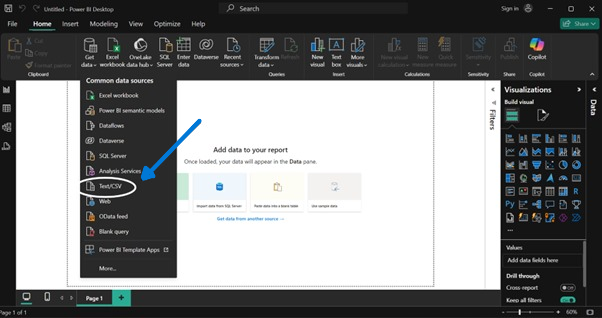 Untitled - Power BI Desktop
Search
Sign in
File
Home
Insert
Modeling
View
Optimize
Help
Share
Paste
Cut
Copy
Format painter
Clipboard
Get data
Excel workbook
OneLake data hub
SQL Server
Enter data
Dataverse
Recent sources
Transform data
Refresh
Queries
New visual
Text box
More visuals
Insert
New visual calculation
New measure
Quick measure
Calculations
Sensitivity
Sensitivity
Publish
Share
Copilot
Copilot
Common data sources
Excel workbook
Power BI semantic models
Dataflows
Dataverse
SQL Server
Analysis Services
Text/CSV
Web
OData feed
Blank query
Power BI Template Apps
More...
Add data to your report
Once loaded, your data will appear in the Data pane.
Import data from SQL Server
Paste data into a blank table
Use sample data
Get data from another source →
Filters
Visualizations
Build visual
Data
Py
R
123
...
Values
Add data fields here
Drill through
Cross-report
Off
Keep all filters
On
Page 1
+
Page 1 of 1
60%